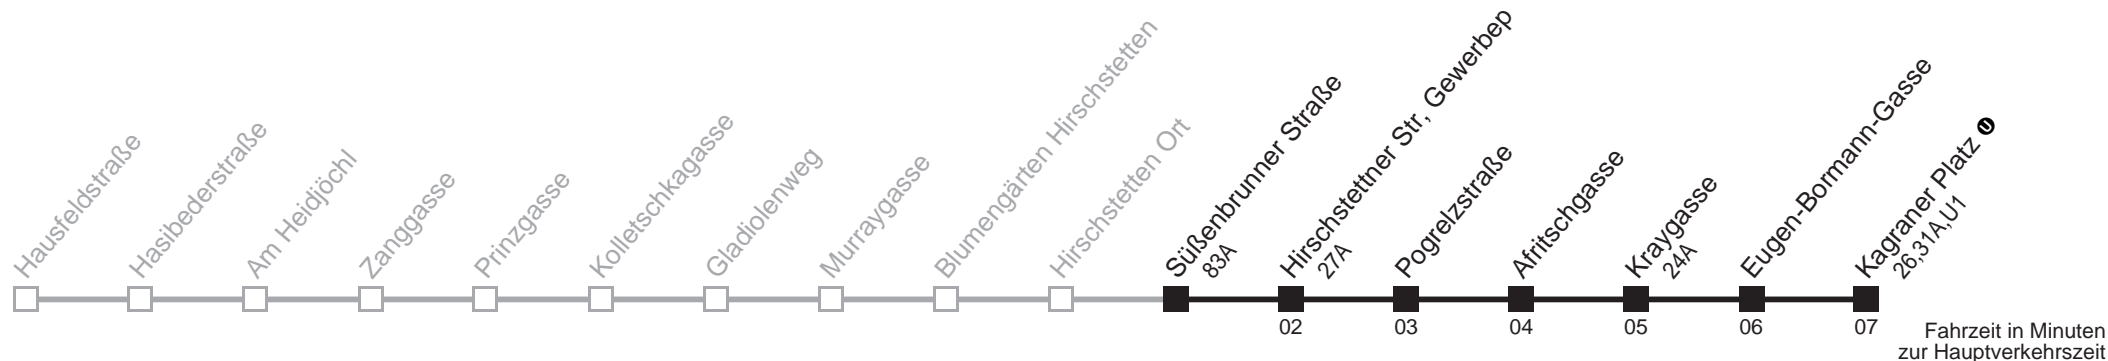 Hausfeldstraße
Hasibederstraße
Am Heidjöchl
Zanggasse
Prinzgasse
Kolletschkagasse
Gladiolenweg
Murraygasse
Blumengärten Hirschstetten
Hirschstetten Ort
Süßenbrunner Straße
83A
Hirschstettner Str, Gewerbep
27A
Pogrelzstraße
Afritschgasse
Kraygasse
24A
Eugen-Bormann-Gasse
Kagraner Platz U
26,31A,U1
02
03
04
05
06
07
Fahrzeit in Minuten
zur Hauptverkehrszeit